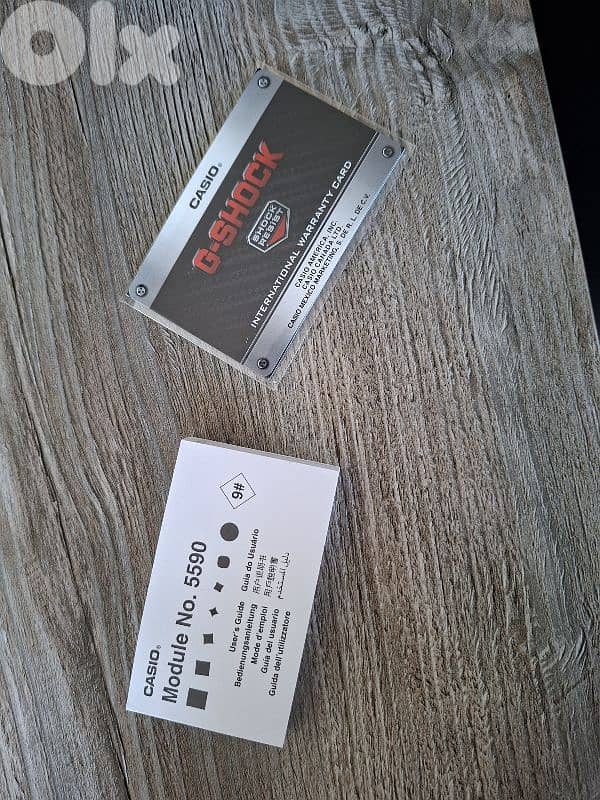 OLX
CASIO®
G-SHOCK
SHOCK
RESIST
INTERNATIONAL WARRANTY CARD
CASIO AMERICA, INC.
CASIO CANADA LTD.
CASIO MEXICO MARKETING, S. DE R. L. DE C.V.
CASIO®
Module No. 5590
9#
User's Guide
Bedienungsanleitung
Mode d'emploi
Guía del usuario
Guida dell'utilizzatore
Guia do Usuário
用户说明书
用戶說明書
دليل المستخدم